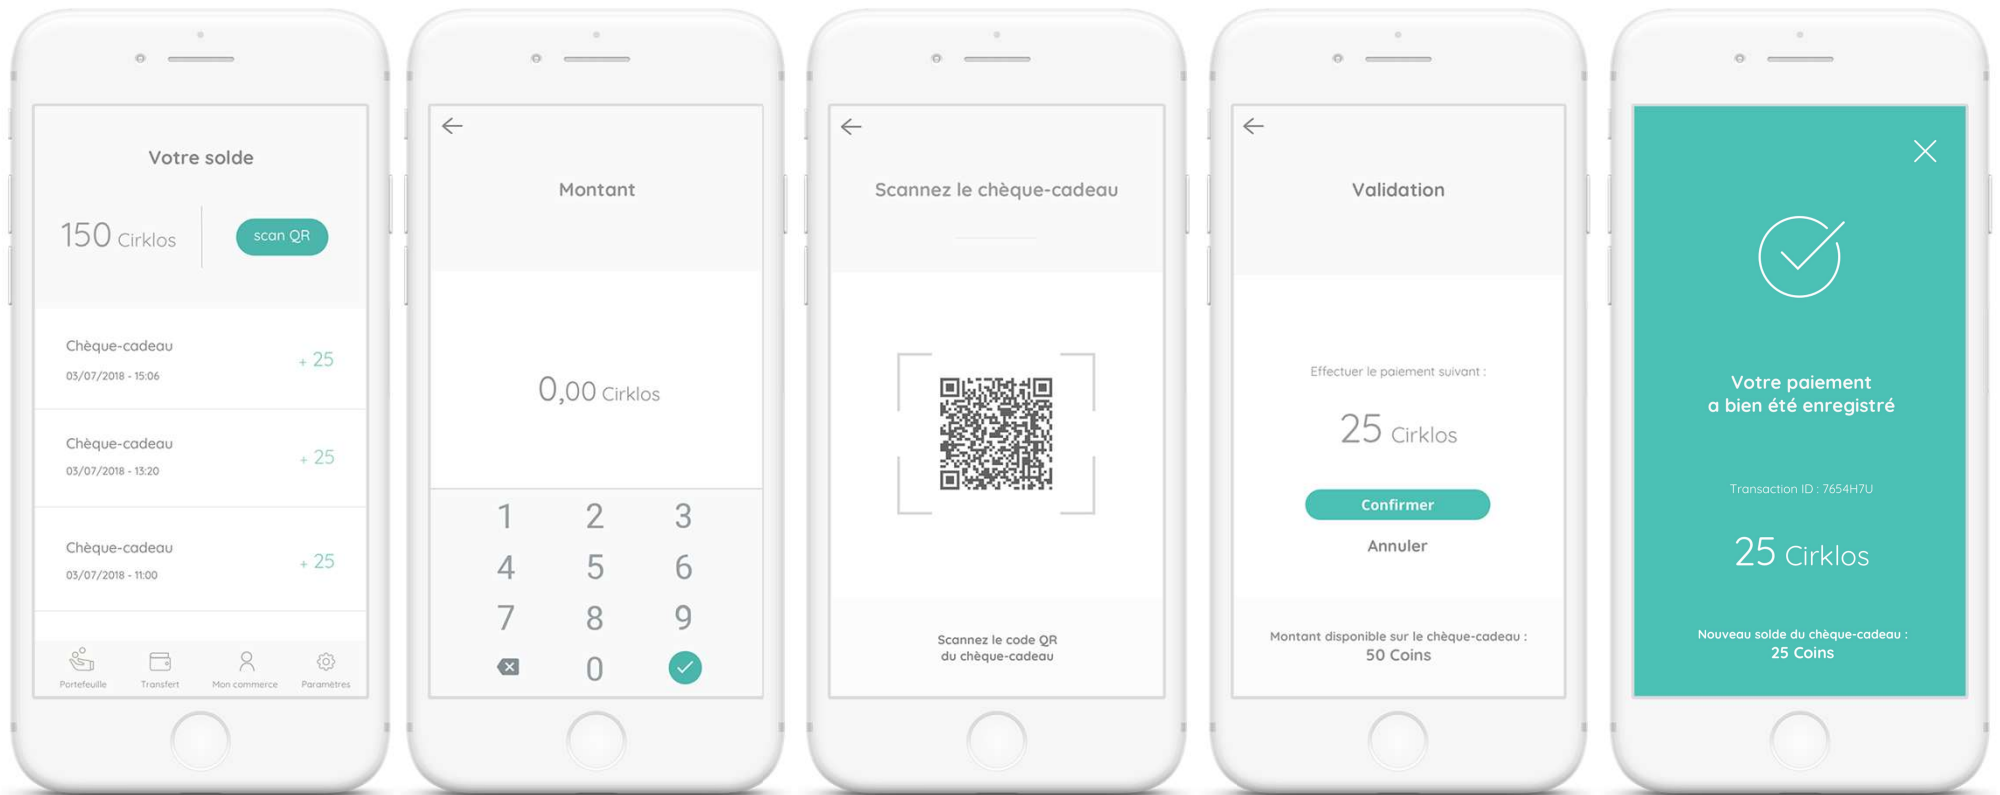 Votre solde
150 Cirklos
scan QR
Chèque-cadeau
+ 25
03/07/2018 - 15:06
Chèque-cadeau
+ 25
03/07/2018 - 13:20
Chèque-cadeau
+ 25
03/07/2018 - 11:00
Portefeuille
Transfert
Mon commerce
Paramètres
Montant
0,00 Cirklos
1 2 3
4 5 6
7 8 9
0
Scannez le chèque-cadeau
Scannez le code QR
du chèque-cadeau
Validation
Effectuer le paiement suivant :
25 Cirklos
Confirmer
Annuler
Montant disponible sur le chèque-cadeau :
50 Coins
Votre paiement
a bien été enregistré
Transaction ID : 7654H7U
25 Cirklos
Nouveau solde du chèque-cadeau :
25 Coins